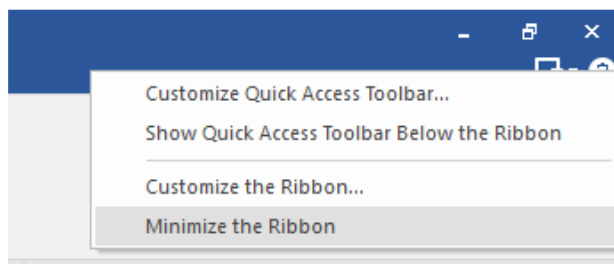 Customize Quick Access Toolbar...
Show Quick Access Toolbar Below the Ribbon
Customize the Ribbon...
Minimize the Ribbon